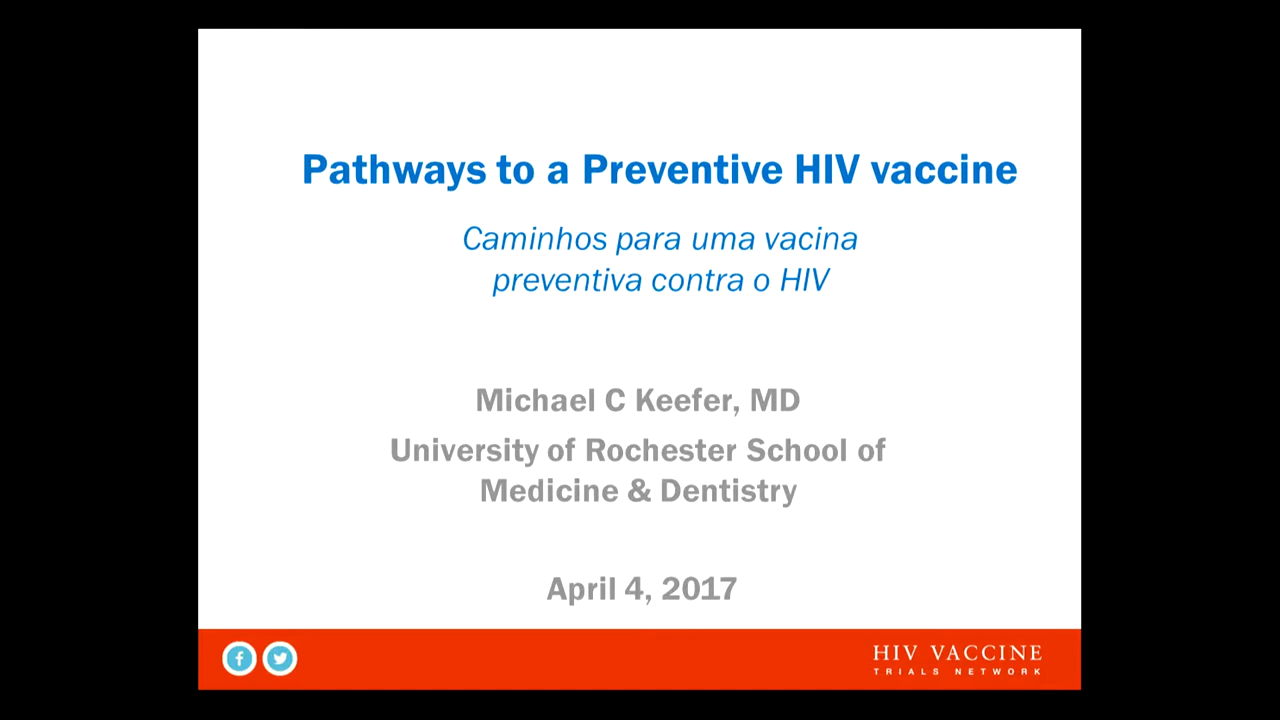 Pathways to a Preventive HIV vaccine
Caminhos para uma vacina
preventiva contra o HIV
Michael C Keefer, MD
University of Rochester School of
Medicine & Dentistry
April 4, 2017
HIV VACCINE
TRIALS NETWORK